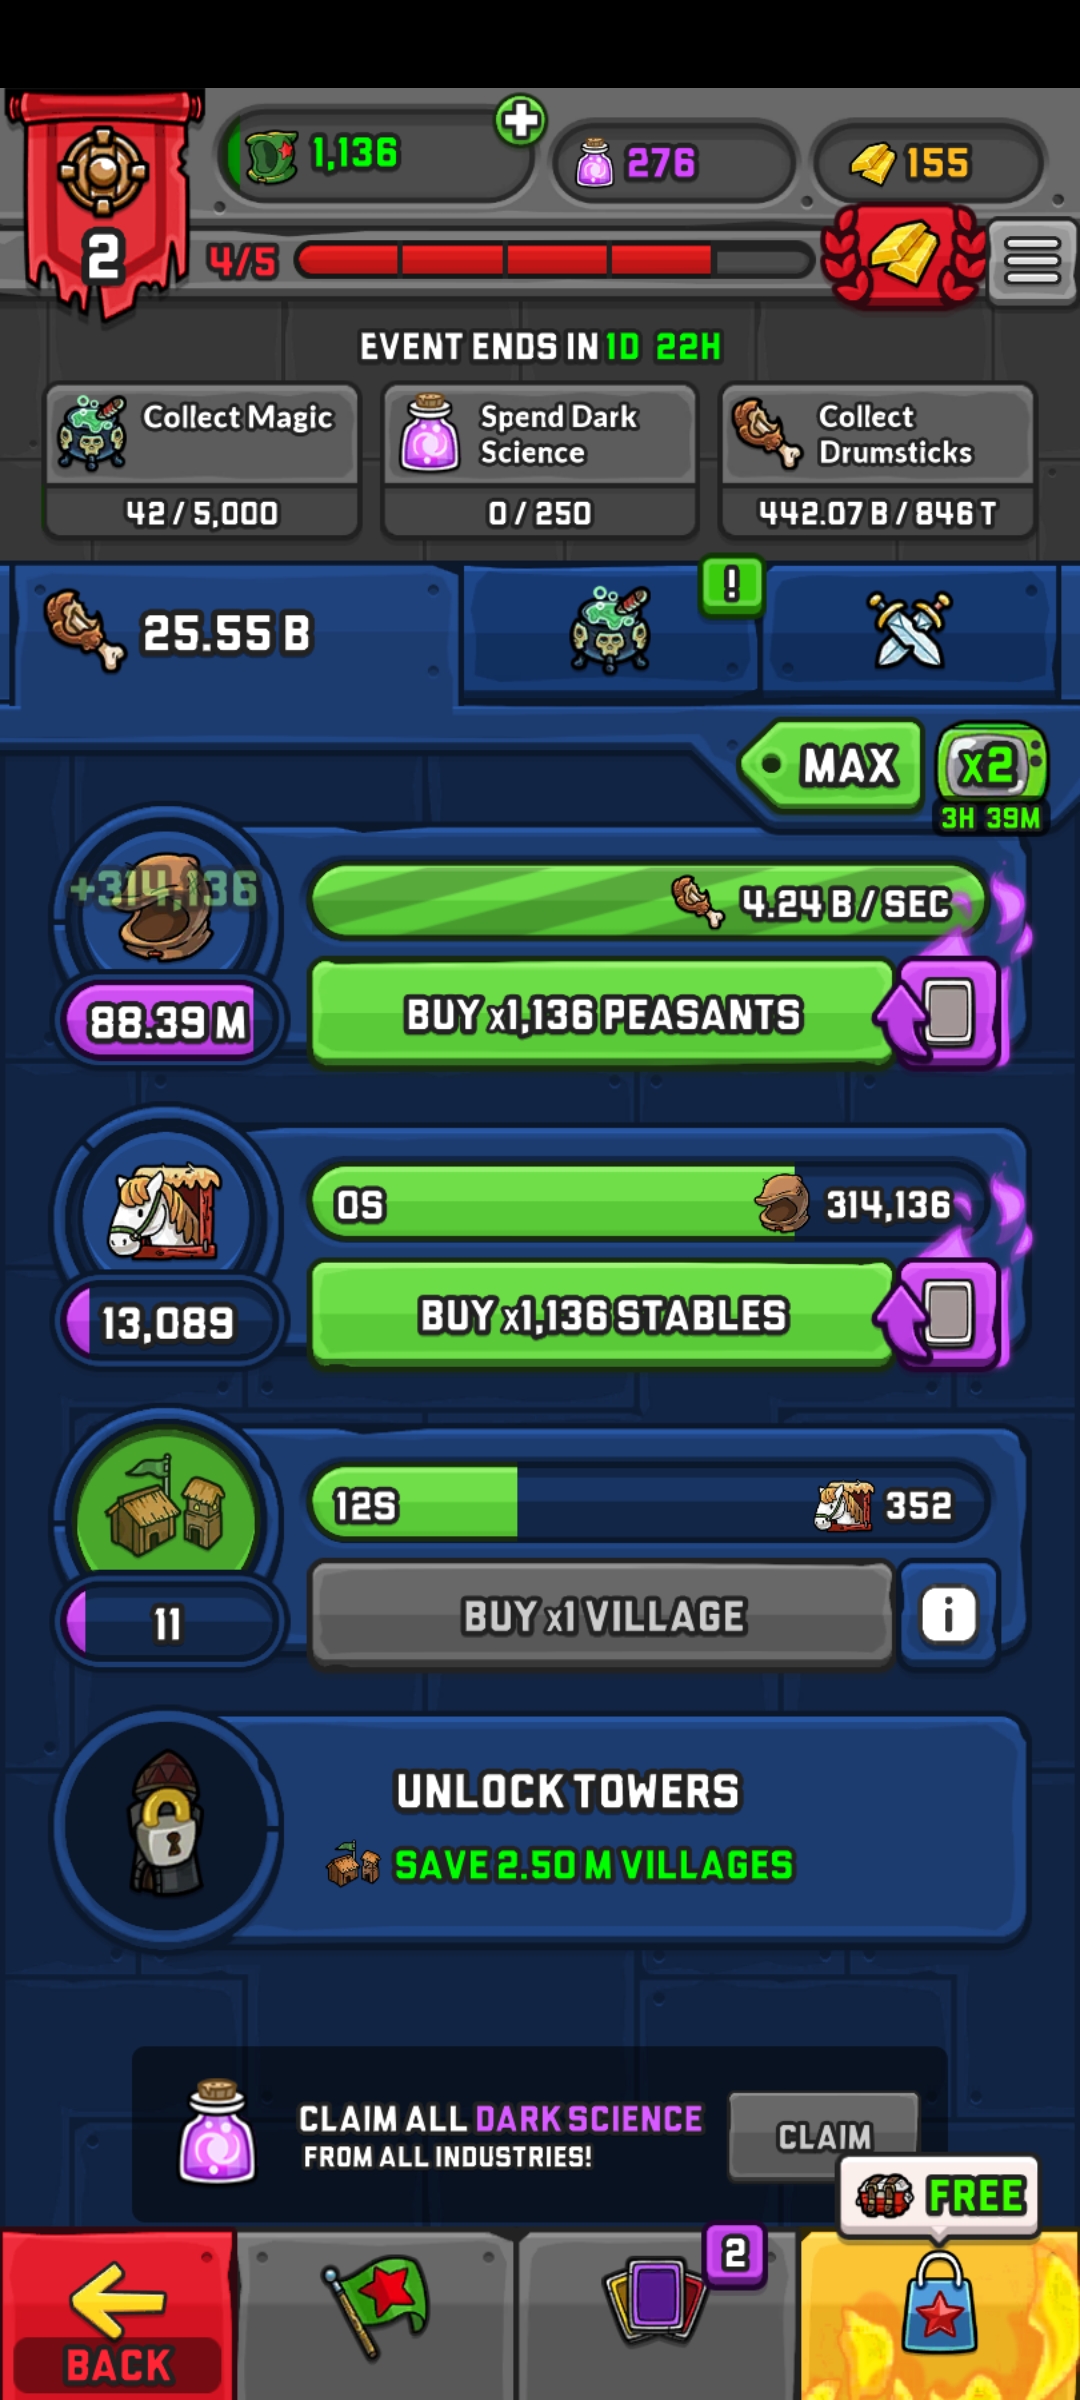 1,136
276
155
2
4/5
EVENT ENDS IN 1D 22H
Collect Magic
42 / 5,000
Spend Dark
Science
0 / 250
Collect
Drumsticks
442.07 B / 846 T
25.55 B
!
MAX
x2
3H 39M
+314,136
4.24 B / SEC
88.39 M
BUY x1,136 PEASANTS
0S
314,136
13,089
BUY x1,136 STABLES
12S
352
11
BUY x1 VILLAGE
i
UNLOCK TOWERS
SAVE 2.50 M VILLAGES
CLAIM ALL DARK SCIENCE
FROM ALL INDUSTRIES!
CLAIM
FREE
2
BACK